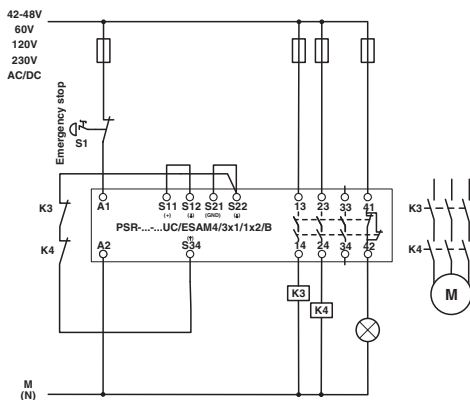 42-48V
60V
120V
230V
AC/DC
Emergency stop
S1
A1 S11 S12 S21 S22 13 23 33 41
(+) (⍋) (GND) (⍋)
K3
PSR-...-...UC/ESAM4/3x1/1x2/B
K4
A2 S34 14 24 34 42
K3
K4
K3
K4
M
M
(N)